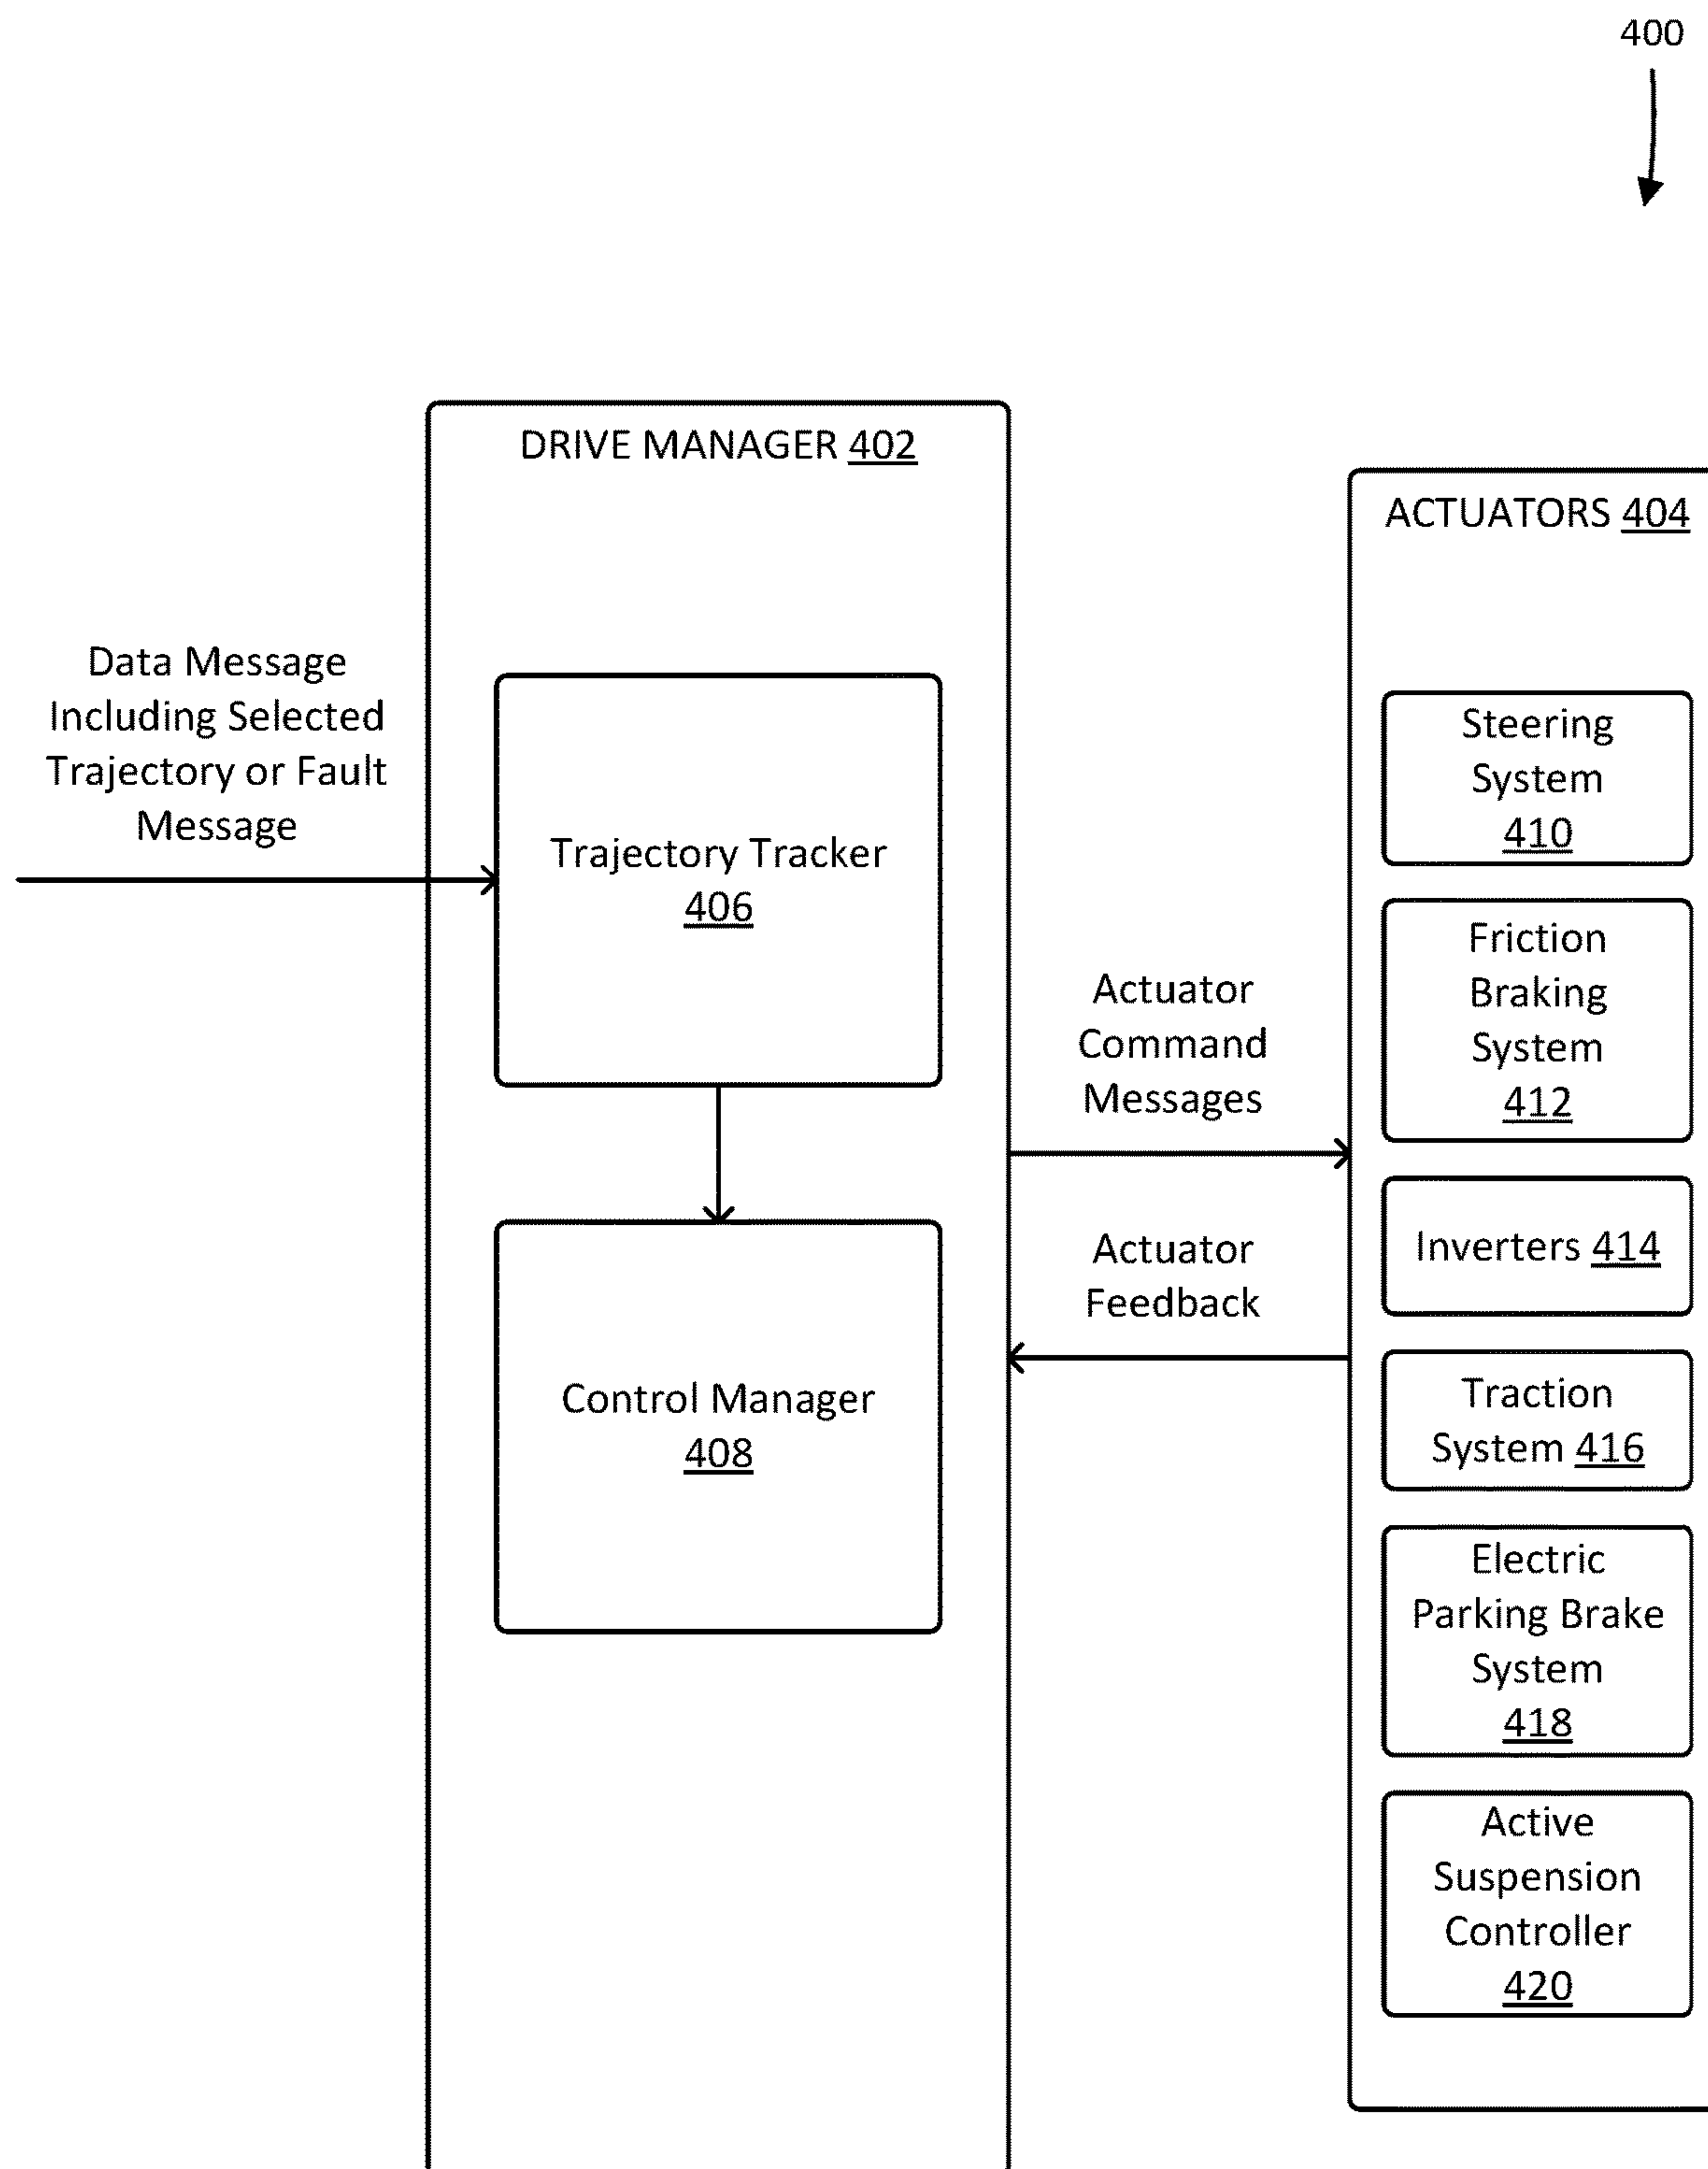 400
DRIVE MANAGER 402
ACTUATORS 404
Data Message
Including Selected
Trajectory or Fault
Message
Trajectory Tracker
406
Control Manager
408
Actuator
Command
Messages
Actuator
Feedback
Steering
System
410
Friction
Braking
System
412
Inverters 414
Traction
System 416
Electric
Parking Brake
System
418
Active
Suspension
Controller
420